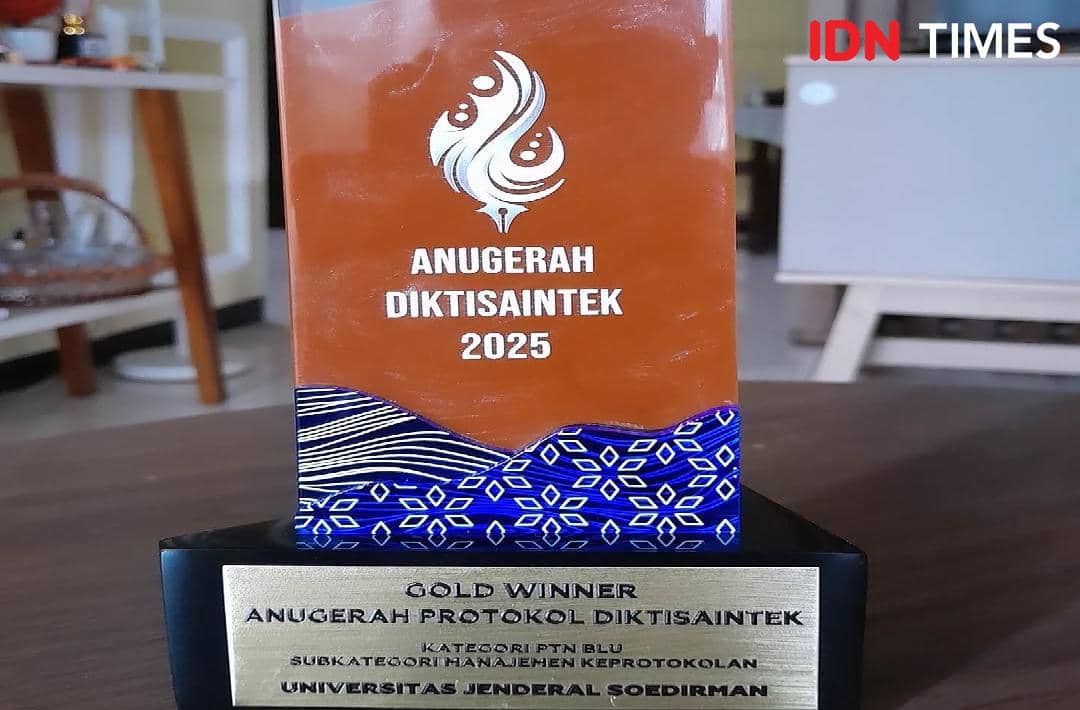 IDN TIMES
ANUGERAH
DIKTISAINTEK
2025
GOLD WINNER
ANUGERAH PROTOKOL DIKTISAINTEK
KATEGORI PTN BLU
SUBKATEGORI MANAJEMEN KEPROTOKOLAN
UNIVERSITAS JENDERAL SOEDIRMAN